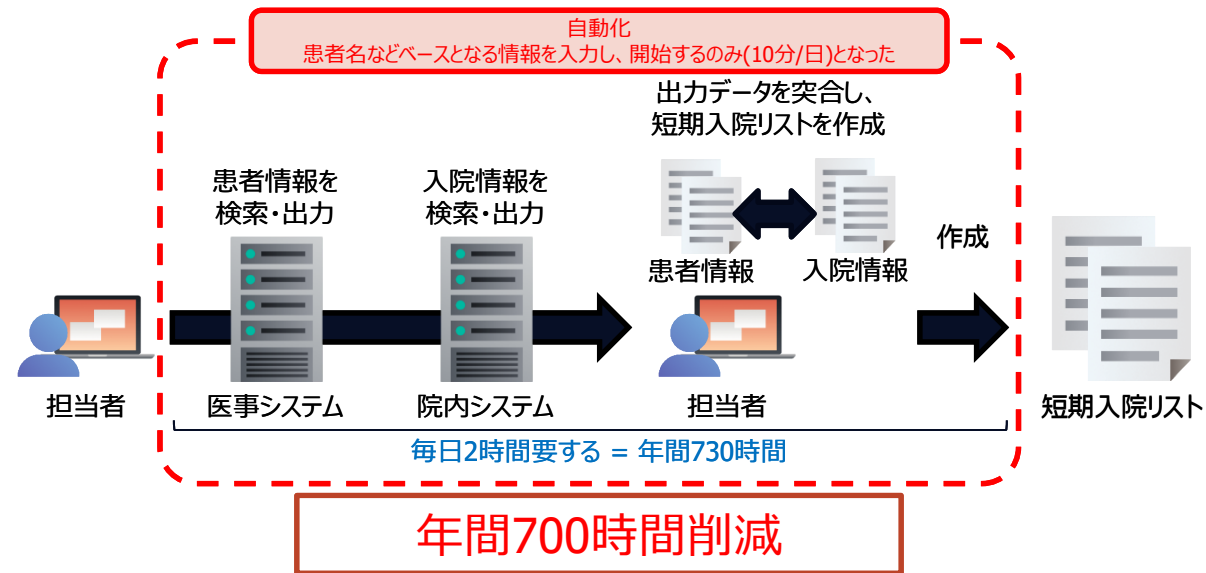 自動化
患者名などベースとなる情報を入力し、開始するのみ(10分/日)となった
出力データを突合し、
短期入院リストを作成
患者情報を
検索・出力
入院情報を
検索・出力
患者情報
入院情報
作成
担当者
医事システム
院内システム
担当者
短期入院リスト
毎日2時間要する = 年間730時間
年間700時間削減